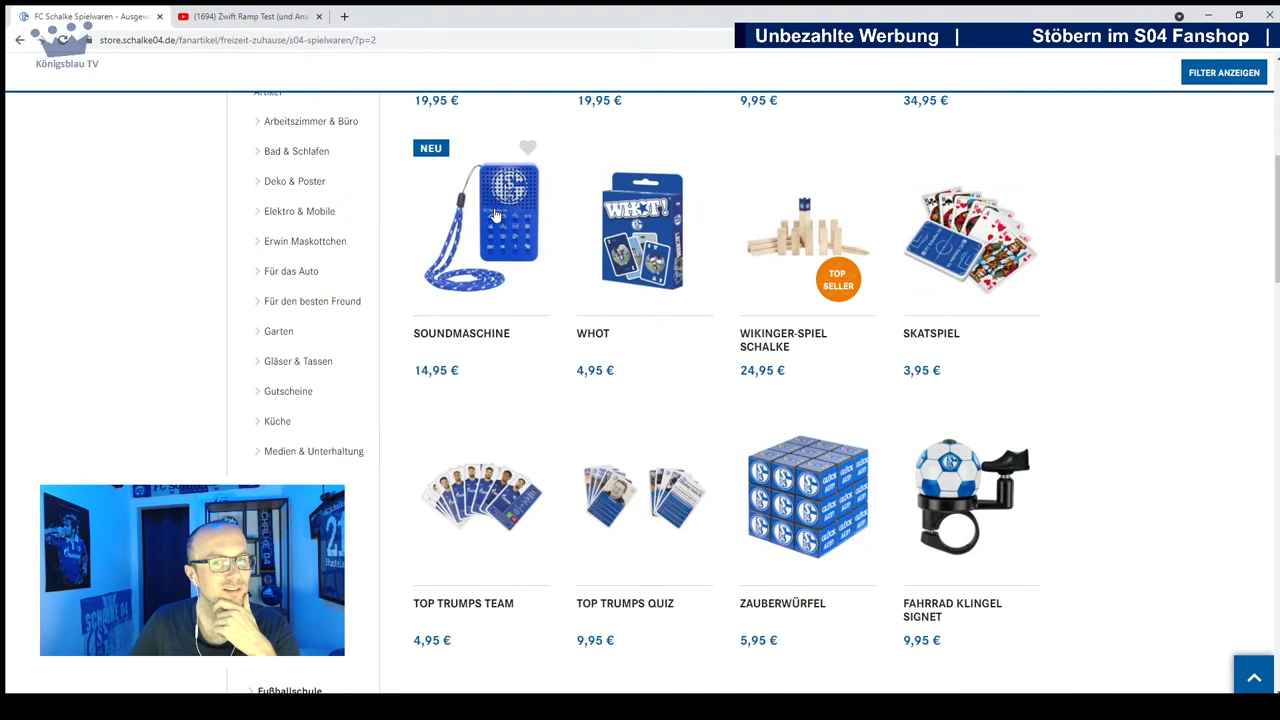 FC Schalke Spielwaren - Ausgew
(1694) Zwift Ramp Test (und Ana
store.schalke04.de/fanartikel/freizeit-zuhause/s04-spielwaren/?p=2
Unbezahlte Werbung | Stöbern im S04 Fanshop |
Königsblau TV
FILTER ANZEIGEN
Artikel
19,95 € 19,95 € 9,95 € 34,95 €
Arbeitszimmer & Büro
Bad & Schlafen
Deko & Poster
Elektro & Mobile
Erwin Maskottchen
Für das Auto
Für den besten Freund
Garten
Gläser & Tassen
Gutscheine
Küche
Medien & Unterhaltung
Fußballschule
NEU
WHOT!
TOP
SELLER
SOUNDMASCHINE
14,95 €
WHOT
4,95 €
WIKINGER-SPIEL
SCHALKE
24,95 €
SKATSPIEL
3,95 €
GLÜCK
AUF!
TOP TRUMPS TEAM
4,95 €
TOP TRUMPS QUIZ
9,95 €
ZAUBERWÜRFEL
5,95 €
FAHRRAD KLINGEL
SIGNET
9,95 €
SCHALKE 04